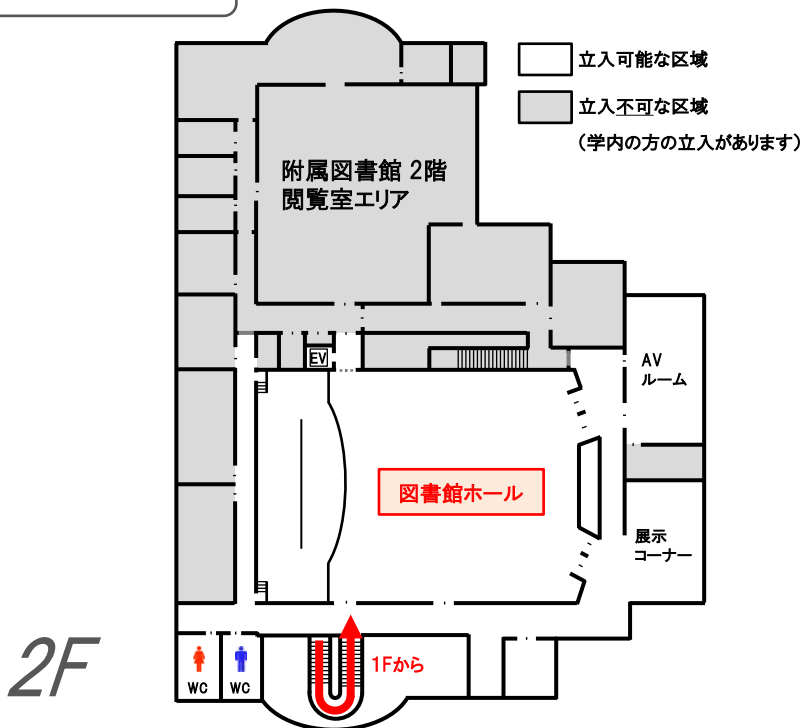 立入可能な区域
立入不可な区域
（学内の方の立入があります）
附属図書館 2階
閲覧室エリア
EV
AV
ルーム
図書館ホール
展示
コーナー
1Fから
WC
WC
2F